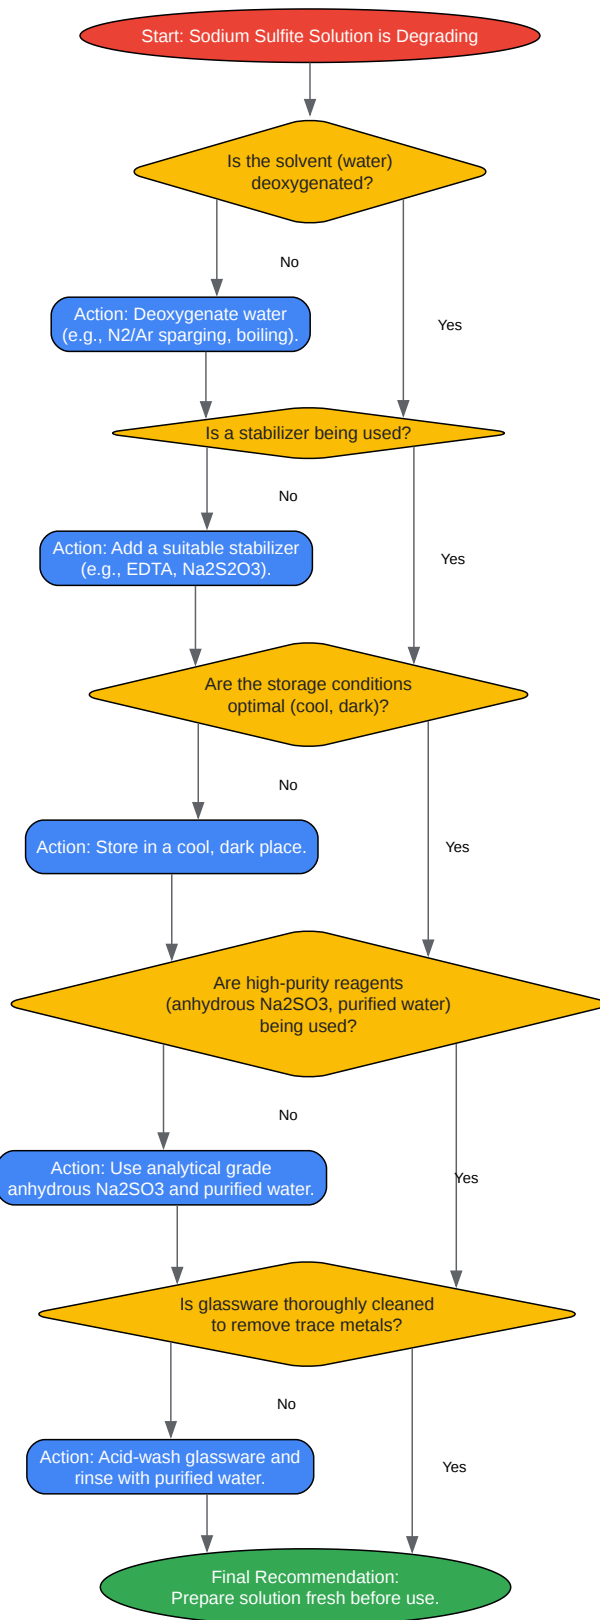 Start: Sodium Sulfite Solution is Degrading
Is the solvent (water)
deoxygenated?
No
Yes
Action: Deoxygenate water
(e.g., N2/Ar sparging, boiling).
Is a stabilizer being used?
No
Yes
Action: Add a suitable stabilizer
(e.g., EDTA, Na2S2O3).
Are the storage conditions
optimal (cool, dark)?
No
Yes
Action: Store in a cool, dark place.
Are high-purity reagents
(anhydrous Na2SO3, purified water)
being used?
No
Yes
Action: Use analytical grade
anhydrous Na2SO3 and purified water.
Is glassware thoroughly cleaned
to remove trace metals?
No
Yes
Action: Acid-wash glassware and
rinse with purified water.
Final Recommendation:
Prepare solution fresh before use.